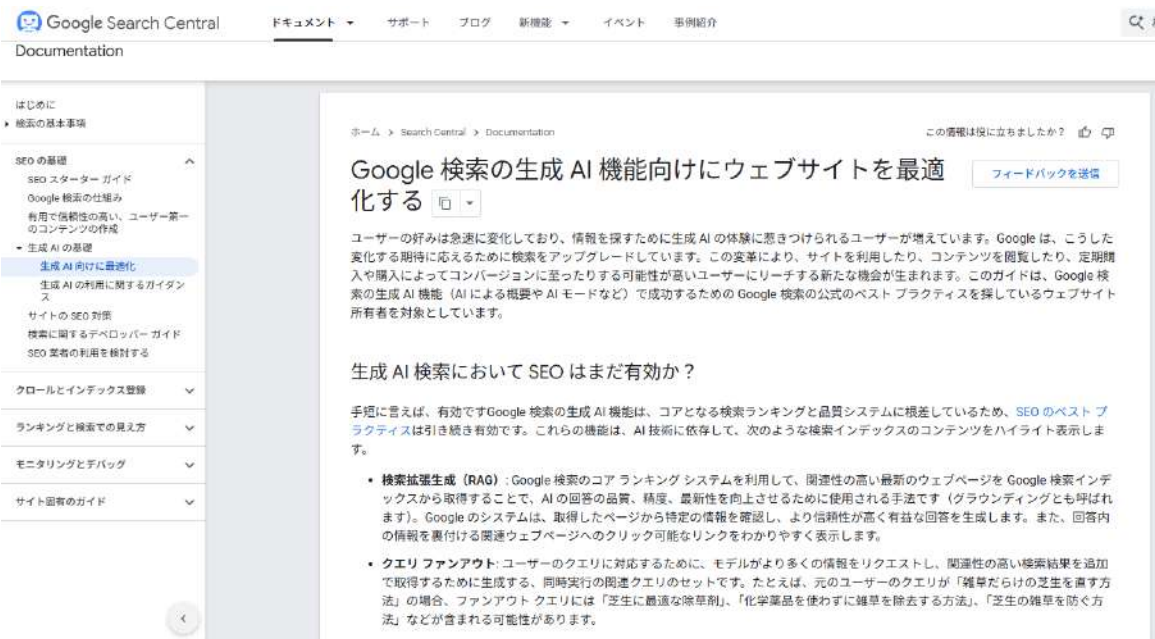 Google Search Central
ドキュメント
サポート
ブログ
新機能
イベント
事例紹介
Documentation
はじめに
検索の基本事項
SEO の基礎
SEO スターター ガイド
Google 検索の仕組み
有用で信頼性の高い、ユーザー第一
のコンテンツの作成
生成 AI の基礎
生成 AI 向けに最適化
生成 AI の利用に関するガイダン
ス
サイトの SEO 対策
検索に関するデベロッパー ガイド
SEO 業者の利用を検討する
クロールとインデックス登録
ランキングと検索での見え方
モニタリングとデバッグ
サイト固有のガイド
ホーム > Search Central > Documentation
この情報は役に立ちましたか？
Google 検索の生成 AI 機能向けにウェブサイトを最適
化する
フィードバックを送信
ユーザーの好みは急速に変化しており、情報を探すために生成 AI の体験に惹きつけられるユーザーが増えています。Google は、こうした
変化する期待に応えるために検索をアップグレードしています。この変革により、サイトを利用したり、コンテンツを閲覧したり、定期購
入や購入によってコンバージョンに至ったりする可能性が高いユーザーにリーチする新たな機会が生まれます。このガイドは、Google 検
索の生成 AI 機能（AI による概要や AI モードなど）で成功するための Google 検索の公式のベスト プラクティスを探しているウェブサイト
所有者を対象としています。
生成 AI 検索において SEO はまだ有効か？
手短に言えば、有効ですGoogle 検索の生成 AI 機能は、コアとなる検索ランキングと品質システムに根差しているため、SEO のベスト プ
ラクティスは引き続き有効です。これらの機能は、AI 技術に依存して、次のような検索インデックスのコンテンツをハイライト表示しま
す。
• 検索拡張生成（RAG）: Google 検索のコア ランキング システムを利用して、関連性の高い最新のウェブページを Google 検索インデ
ックスから取得することで、AI の回答の品質、精度、最新性を向上させるために使用される手法です（グラウンディングとも呼ばれ
ます）。Google のシステムは、取得したページから特定の情報を確認し、より信頼性が高く有益な回答を生成します。また、回答内
の情報を裏付ける関連ウェブページへのクリック可能なリンクをわかりやすく表示します。
• クエリ ファンアウト: ユーザーのクエリに対応するために、モデルがより多くの情報をリクエストし、関連性の高い検索結果を追加
で取得するために生成する、同時実行の関連クエリのセットです。たとえば、元のユーザーのクエリが「雑草だらけの芝生を直す方
法」の場合、ファンアウト クエリには「芝生に最適な除草剤」、「化学薬品を使わずに雑草を除去する方法」、「芝生の雑草を防ぐ方
法」などが含まれる可能性があります。